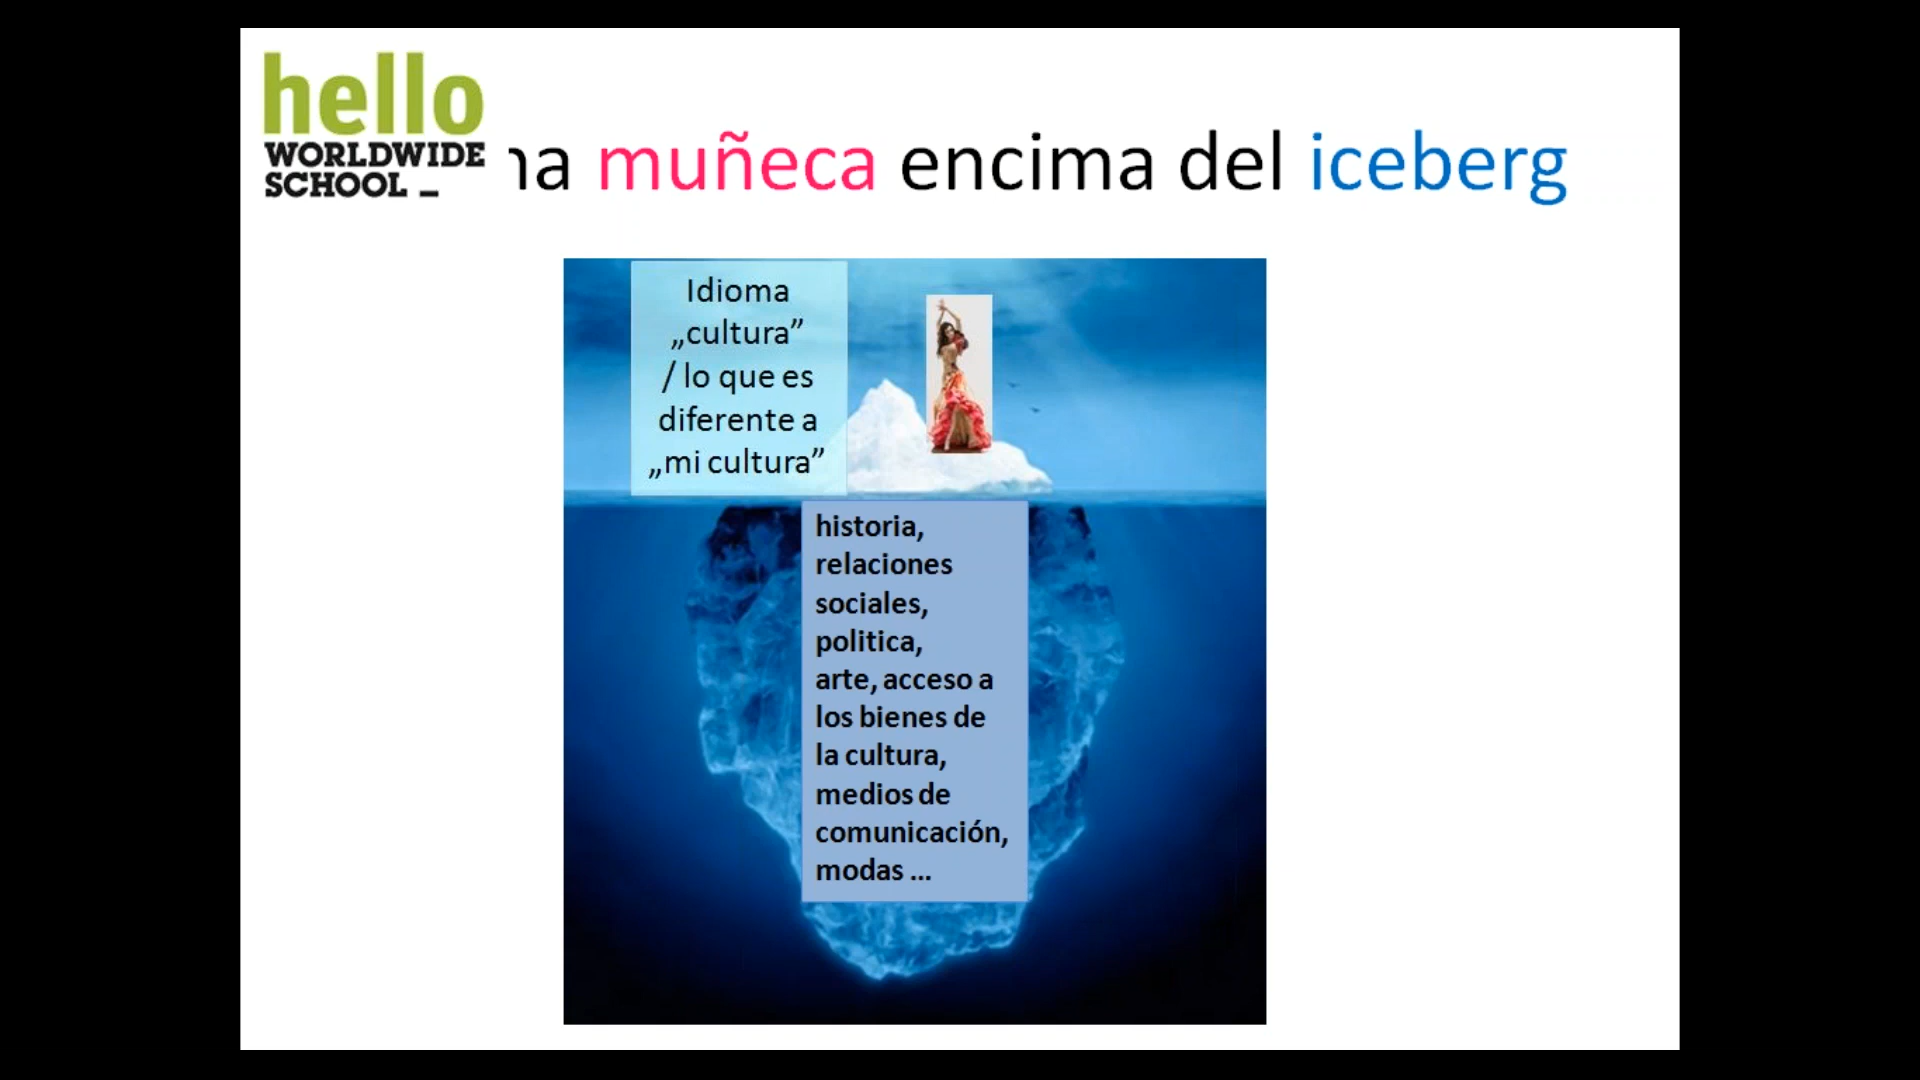 hello
WORLDWIDE
SCHOOL _
na muñeca encima del iceberg
Idioma
„cultura”
/ lo que es
diferente a
„mi cultura”
historia,
relaciones
sociales,
politica,
arte, acceso a
los bienes de
la cultura,
medios de
comunicación,
modas ...